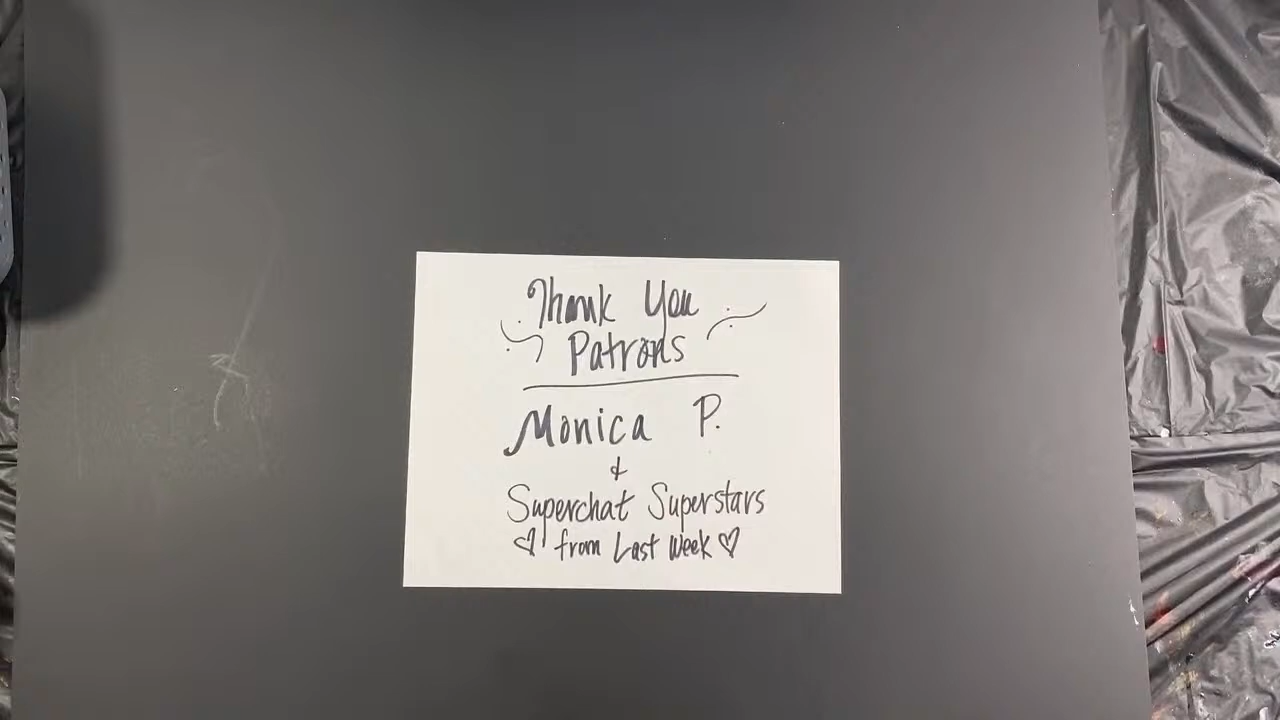 Thank You
Patrons
Monica P.
&
Superchat Superstars
♡ from Last Week ♡